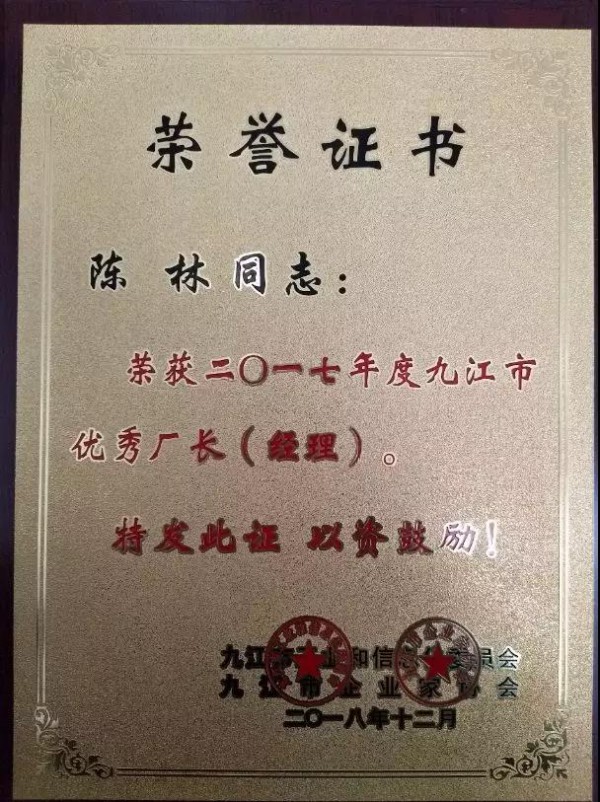 荣誉证书
陈 林同志：
荣获二〇一七年度九江市
优秀厂长（经理）。
特发此证 以资鼓励！
九江市工业和信息化委员会
九江市企业家协会
二〇一八年十二月